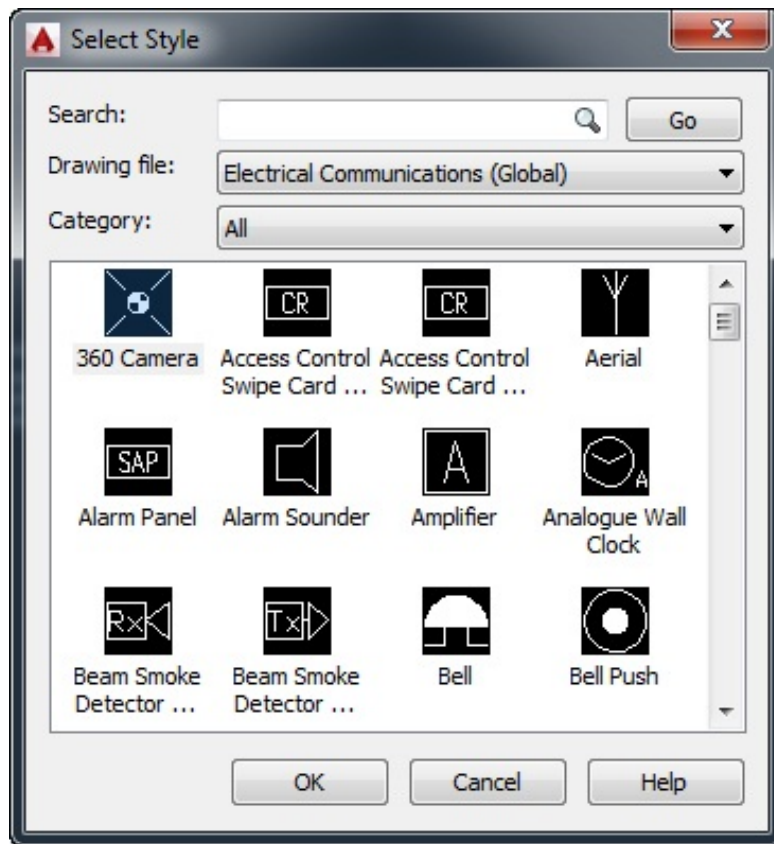 Select Style
Search:
Go
Drawing file:
Electrical Communications (Global)
Category:
All
CR
CR
360 Camera
Access Control
Swipe Card ...
Access Control
Swipe Card ...
Aerial
SAP
A
A
Alarm Panel
Alarm Sounder
Amplifier
Analogue Wall
Clock
Rx
Tx
Beam Smoke
Detector ...
Beam Smoke
Detector ...
Bell
Bell Push
OK
Cancel
Help